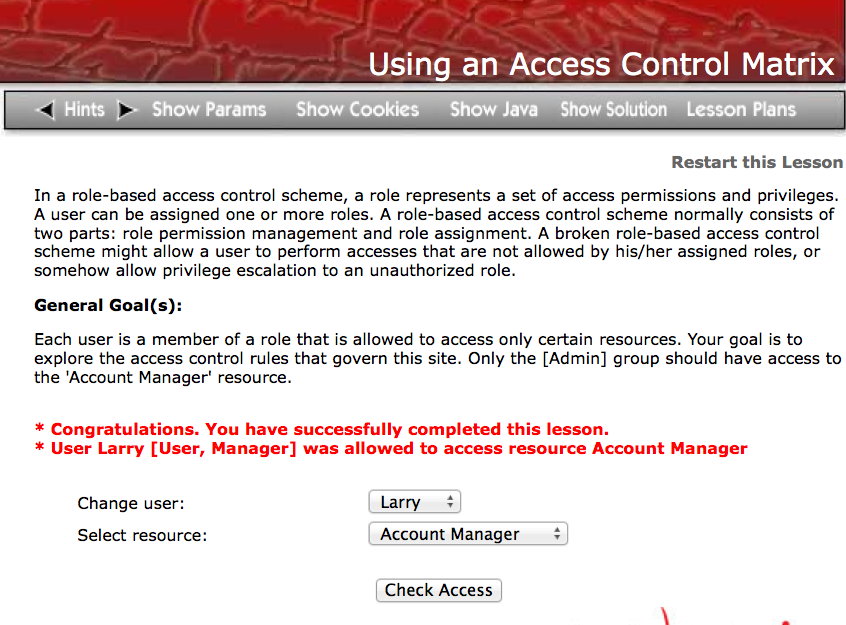 Using an Access Control Matrix
Hints Show Params Show Cookies Show Java Show Solution Lesson Plans
Restart this Lesson
In a role-based access control scheme, a role represents a set of access permissions and privileges.
A user can be assigned one or more roles. A role-based access control scheme normally consists of
two parts: role permission management and role assignment. A broken role-based access control
scheme might allow a user to perform accesses that are not allowed by his/her assigned roles, or
somehow allow privilege escalation to an unauthorized role.
General Goal(s):
Each user is a member of a role that is allowed to access only certain resources. Your goal is to
explore the access control rules that govern this site. Only the [Admin] group should have access to
the 'Account Manager' resource.
* Congratulations. You have successfully completed this lesson.
* User Larry [User, Manager] was allowed to access resource Account Manager
Change user: Larry
Select resource: Account Manager
Check Access